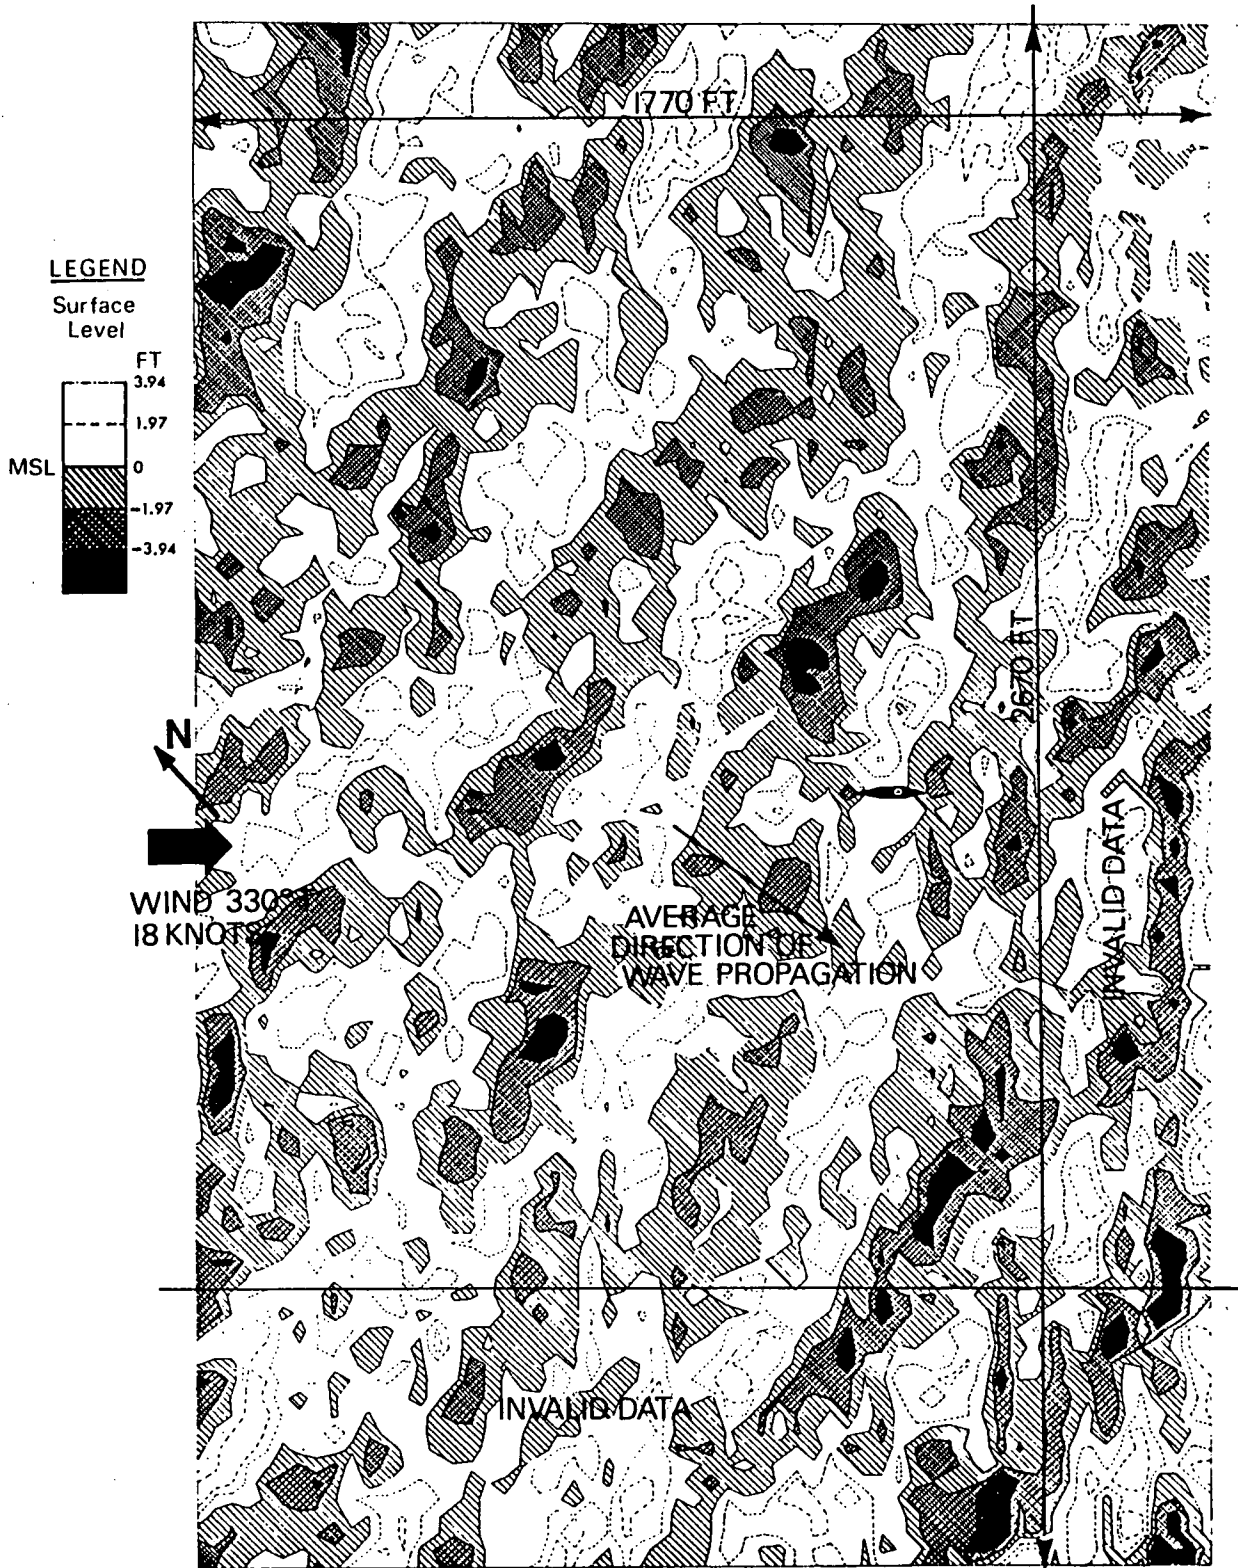 1770 FT
LEGEND
Surface
Level
FT
3.94
1.97
MSL 0
-1.97
-3.94
2670 FT
N
WIND 330°T
18 KNOTS
INVALID DATA
AVERAGE
DIRECTION OF
WAVE PROPAGATION
INVALID DATA